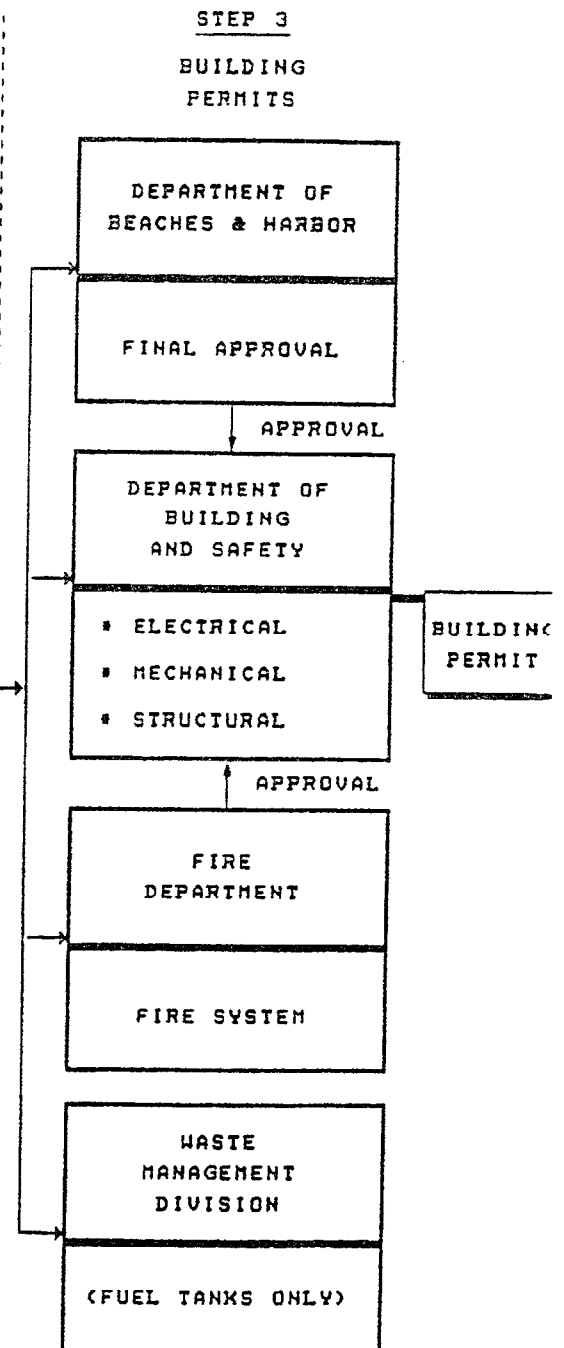 STEP 3
BUILDING
PERMITS
DEPARTMENT OF
BEACHES & HARBOR
FINAL APPROVAL
APPROVAL
DEPARTMENT OF
BUILDING
AND SAFETY
* ELECTRICAL
* MECHANICAL
* STRUCTURAL
BUILDING
PERMIT
APPROVAL
FIRE
DEPARTMENT
FIRE SYSTEM
WASTE
MANAGEMENT
DIVISION
(FUEL TANKS ONLY)